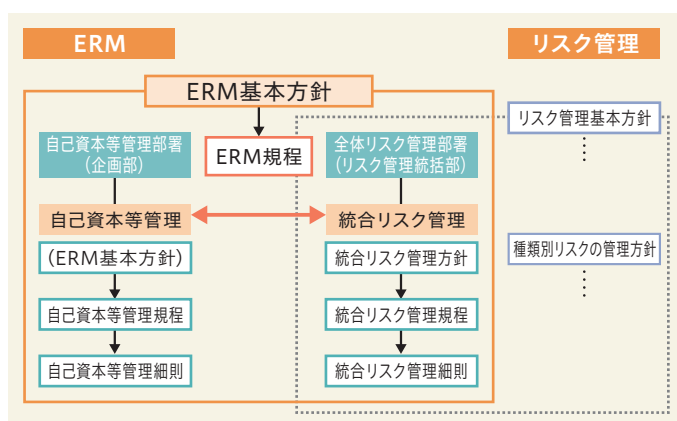 ERM
リスク管理
ERM基本方針
リスク管理基本方針
自己資本等管理部署
(企画部)
ERM規程
全体リスク管理部署
(リスク管理統括部)
自己資本等管理
統合リスク管理
(ERM基本方針)
統合リスク管理方針
種類別リスクの管理方針
自己資本等管理規程
統合リスク管理規程
自己資本等管理細則
統合リスク管理細則